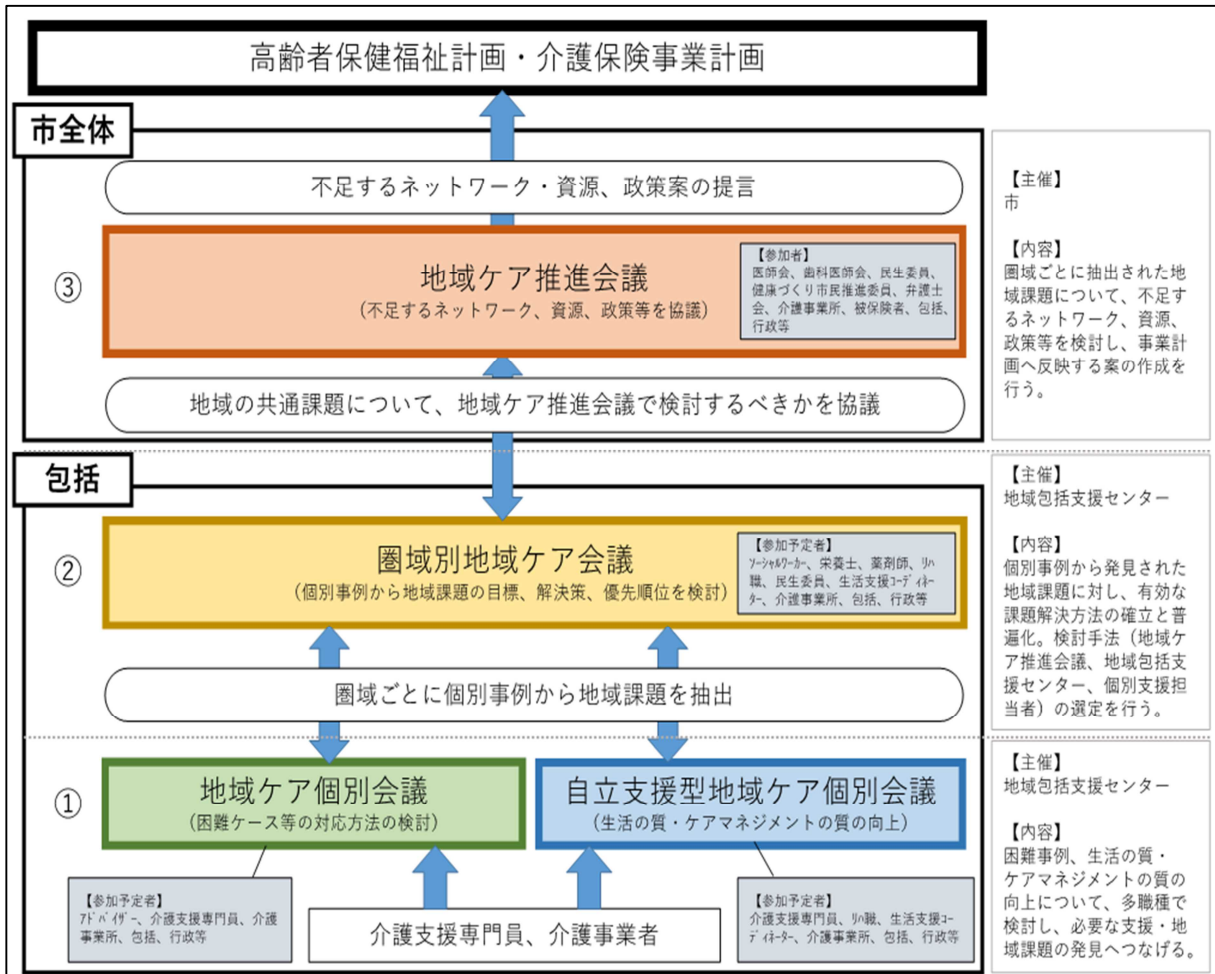 高齢者保健福祉計画・介護保険事業計画
市全体
不足するネットワーク・資源、政策案の提言
③
地域ケア推進会議
(不足するネットワーク、資源、政策等を協議)
【参加者】
医師会、歯科医師会、民生委員、
健康づくり市民推進委員、弁護士
会、介護事業所、被保険者、包括、
行政等
地域の共通課題について、地域ケア推進会議で検討するべきかを協議
【主催】
市
【内容】
圏域ごとに抽出された地
域課題について、不足す
るネットワーク、資源、
政策等を検討し、事業計
画へ反映する案の作成を
行う。
包括
②
圏域別地域ケア会議
(個別事例から地域課題の目標、解決策、優先順位を検討)
【参加予定者】
ｿｰｼｬﾙﾜｰｶｰ、栄養士、薬剤師、ﾘﾊ
職、民生委員、生活支援ｺｰﾃﾞｨﾈｰ
ﾀｰ、介護事業所、包括、行政等
圏域ごとに個別事例から地域課題を抽出
【主催】
地域包括支援センター
【内容】
個別事例から発見された
地域課題に対し、有効な
課題解決方法の確立と普
遍化。検討手法（地域ケ
ア推進会議、地域包括支
援センター、個別支援担
当者）の選定を行う。
①
地域ケア個別会議
(困難ケース等の対応方法の検討)
自立支援型地域ケア個別会議
(生活の質・ケアマネジメントの質の向上)
【参加予定者】
ｱﾄﾞﾊﾞｲｻﾞｰ、介護支援専門員、介護
事業所、包括、行政等
介護支援専門員、介護事業者
【参加予定者】
介護支援専門員、ﾘﾊ職、生活支援ｺｰ
ﾃﾞｨﾈｰﾀｰ、介護事業所、包括、行政等
【主催】
地域包括支援センター
【内容】
困難事例、生活の質・
ケアマネジメントの質の
向上について、多職種で
検討し、必要な支援・地
域課題の発見へつなげる。